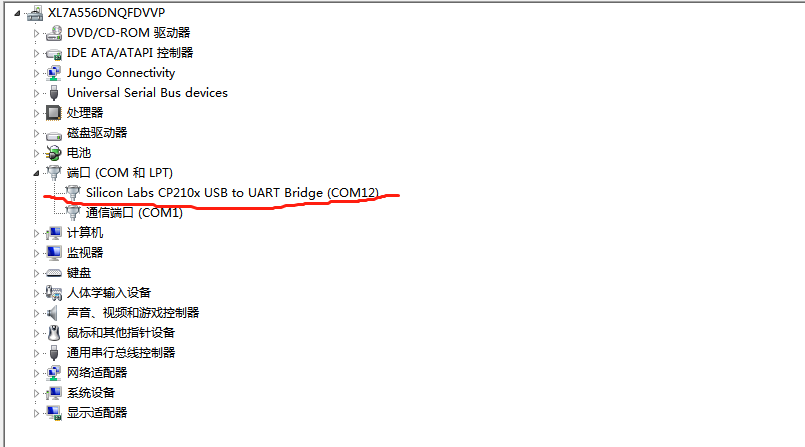 XL7A556DNQFDVVP
DVD/CD-ROM 驱动器
IDE ATA/ATAPI 控制器
Jungo Connectivity
Universal Serial Bus devices
处理器
磁盘驱动器
电池
端口 (COM 和 LPT)
Silicon Labs CP210x USB to UART Bridge (COM12)
通信端口 (COM1)
计算机
监视器
键盘
人体学输入设备
声音、视频和游戏控制器
鼠标和其他指针设备
通用串行总线控制器
网络适配器
系统设备
显示适配器